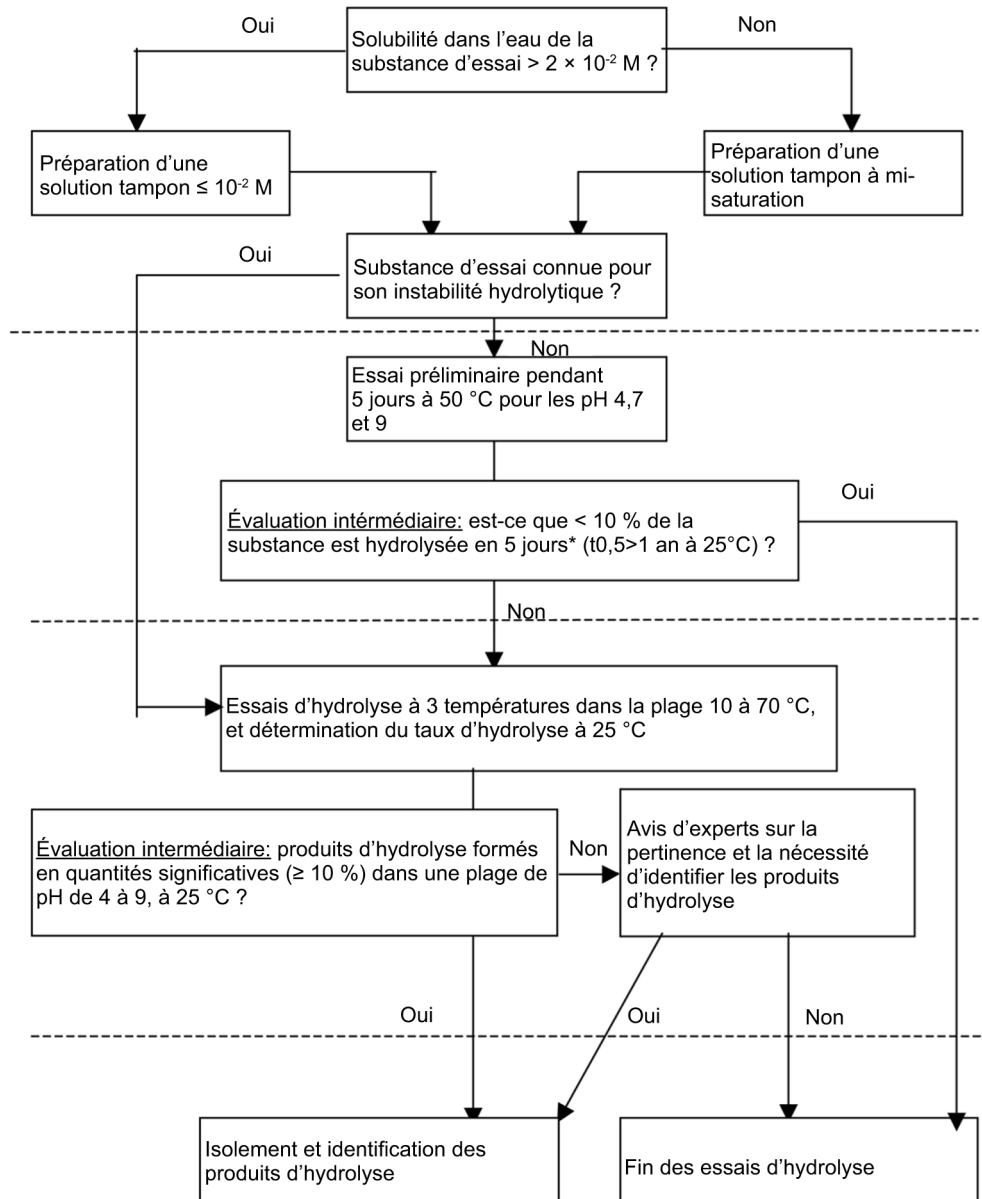 Oui
Solubilité dans l'eau de la
substance d'essai > 2 × 10⁻² M ?
Non
Préparation d'une
solution tampon ≤ 10⁻² M
Préparation d'une
solution tampon à mi-
saturation
Oui
Substance d'essai connue pour
son instabilité hydrolytique ?
Non
Essai préliminaire pendant
5 jours à 50 °C pour les pH 4,7
et 9
Évaluation intérmédiaire: est-ce que < 10 % de la
substance est hydrolysée en 5 jours* (t0,5>1 an à 25°C) ?
Oui
Non
Essais d'hydrolyse à 3 températures dans la plage 10 à 70 °C,
et détermination du taux d'hydrolyse à 25 °C
Évaluation intermédiaire: produits d'hydrolyse formés
en quantités significatives (≥ 10 %) dans une plage de
pH de 4 à 9, à 25 °C ?
Non
Avis d'experts sur la
pertinence et la nécessité
d'identifier les produits
d'hydrolyse
Oui
Oui
Non
Isolement et identification des
produits d'hydrolyse
Fin des essais d'hydrolyse